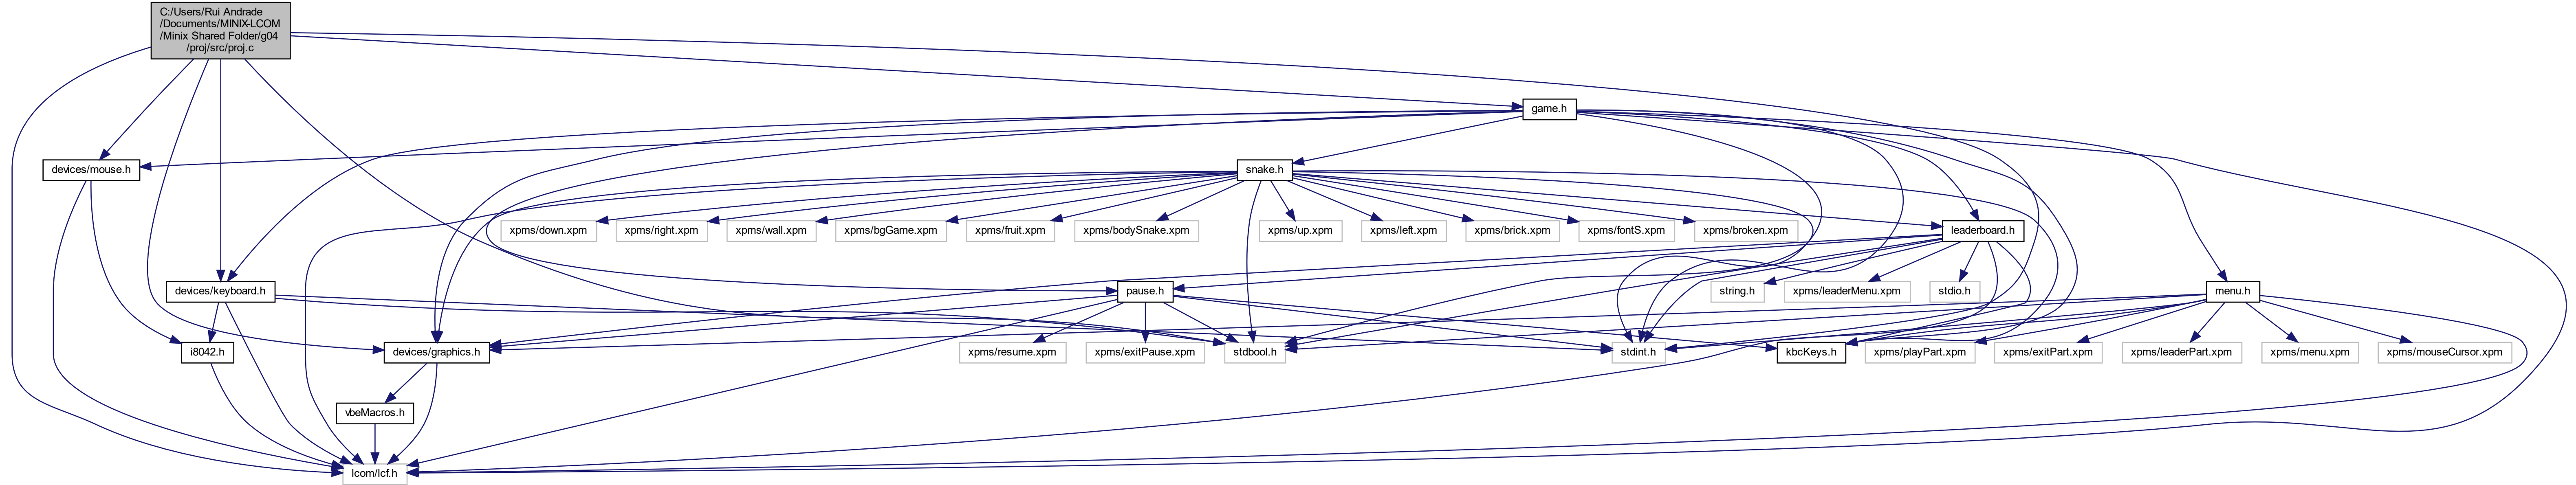 C:/Users/Rui Andrade
/Documents/MINIX-LCOM
/Minix Shared Folder/g04
/proj/src/proj.c
game.h
devices/mouse.h
snake.h
xpms/down.xpm
xpms/right.xpm
xpms/wall.xpm
xpms/bgGame.xpm
xpms/fruit.xpm
xpms/bodySnake.xpm
xpms/up.xpm
xpms/left.xpm
xpms/brick.xpm
xpms/fontS.xpm
xpms/broken.xpm
leaderboard.h
devices/keyboard.h
pause.h
string.h
xpms/leaderMenu.xpm
stdio.h
menu.h
i8042.h
devices/graphics.h
xpms/resume.xpm
xpms/exitPause.xpm
stdbool.h
stdint.h
kbcKeys.h
xpms/playPart.xpm
xpms/exitPart.xpm
xpms/leaderPart.xpm
xpms/menu.xpm
xpms/mouseCursor.xpm
vbeMacros.h
lcom/lcf.h